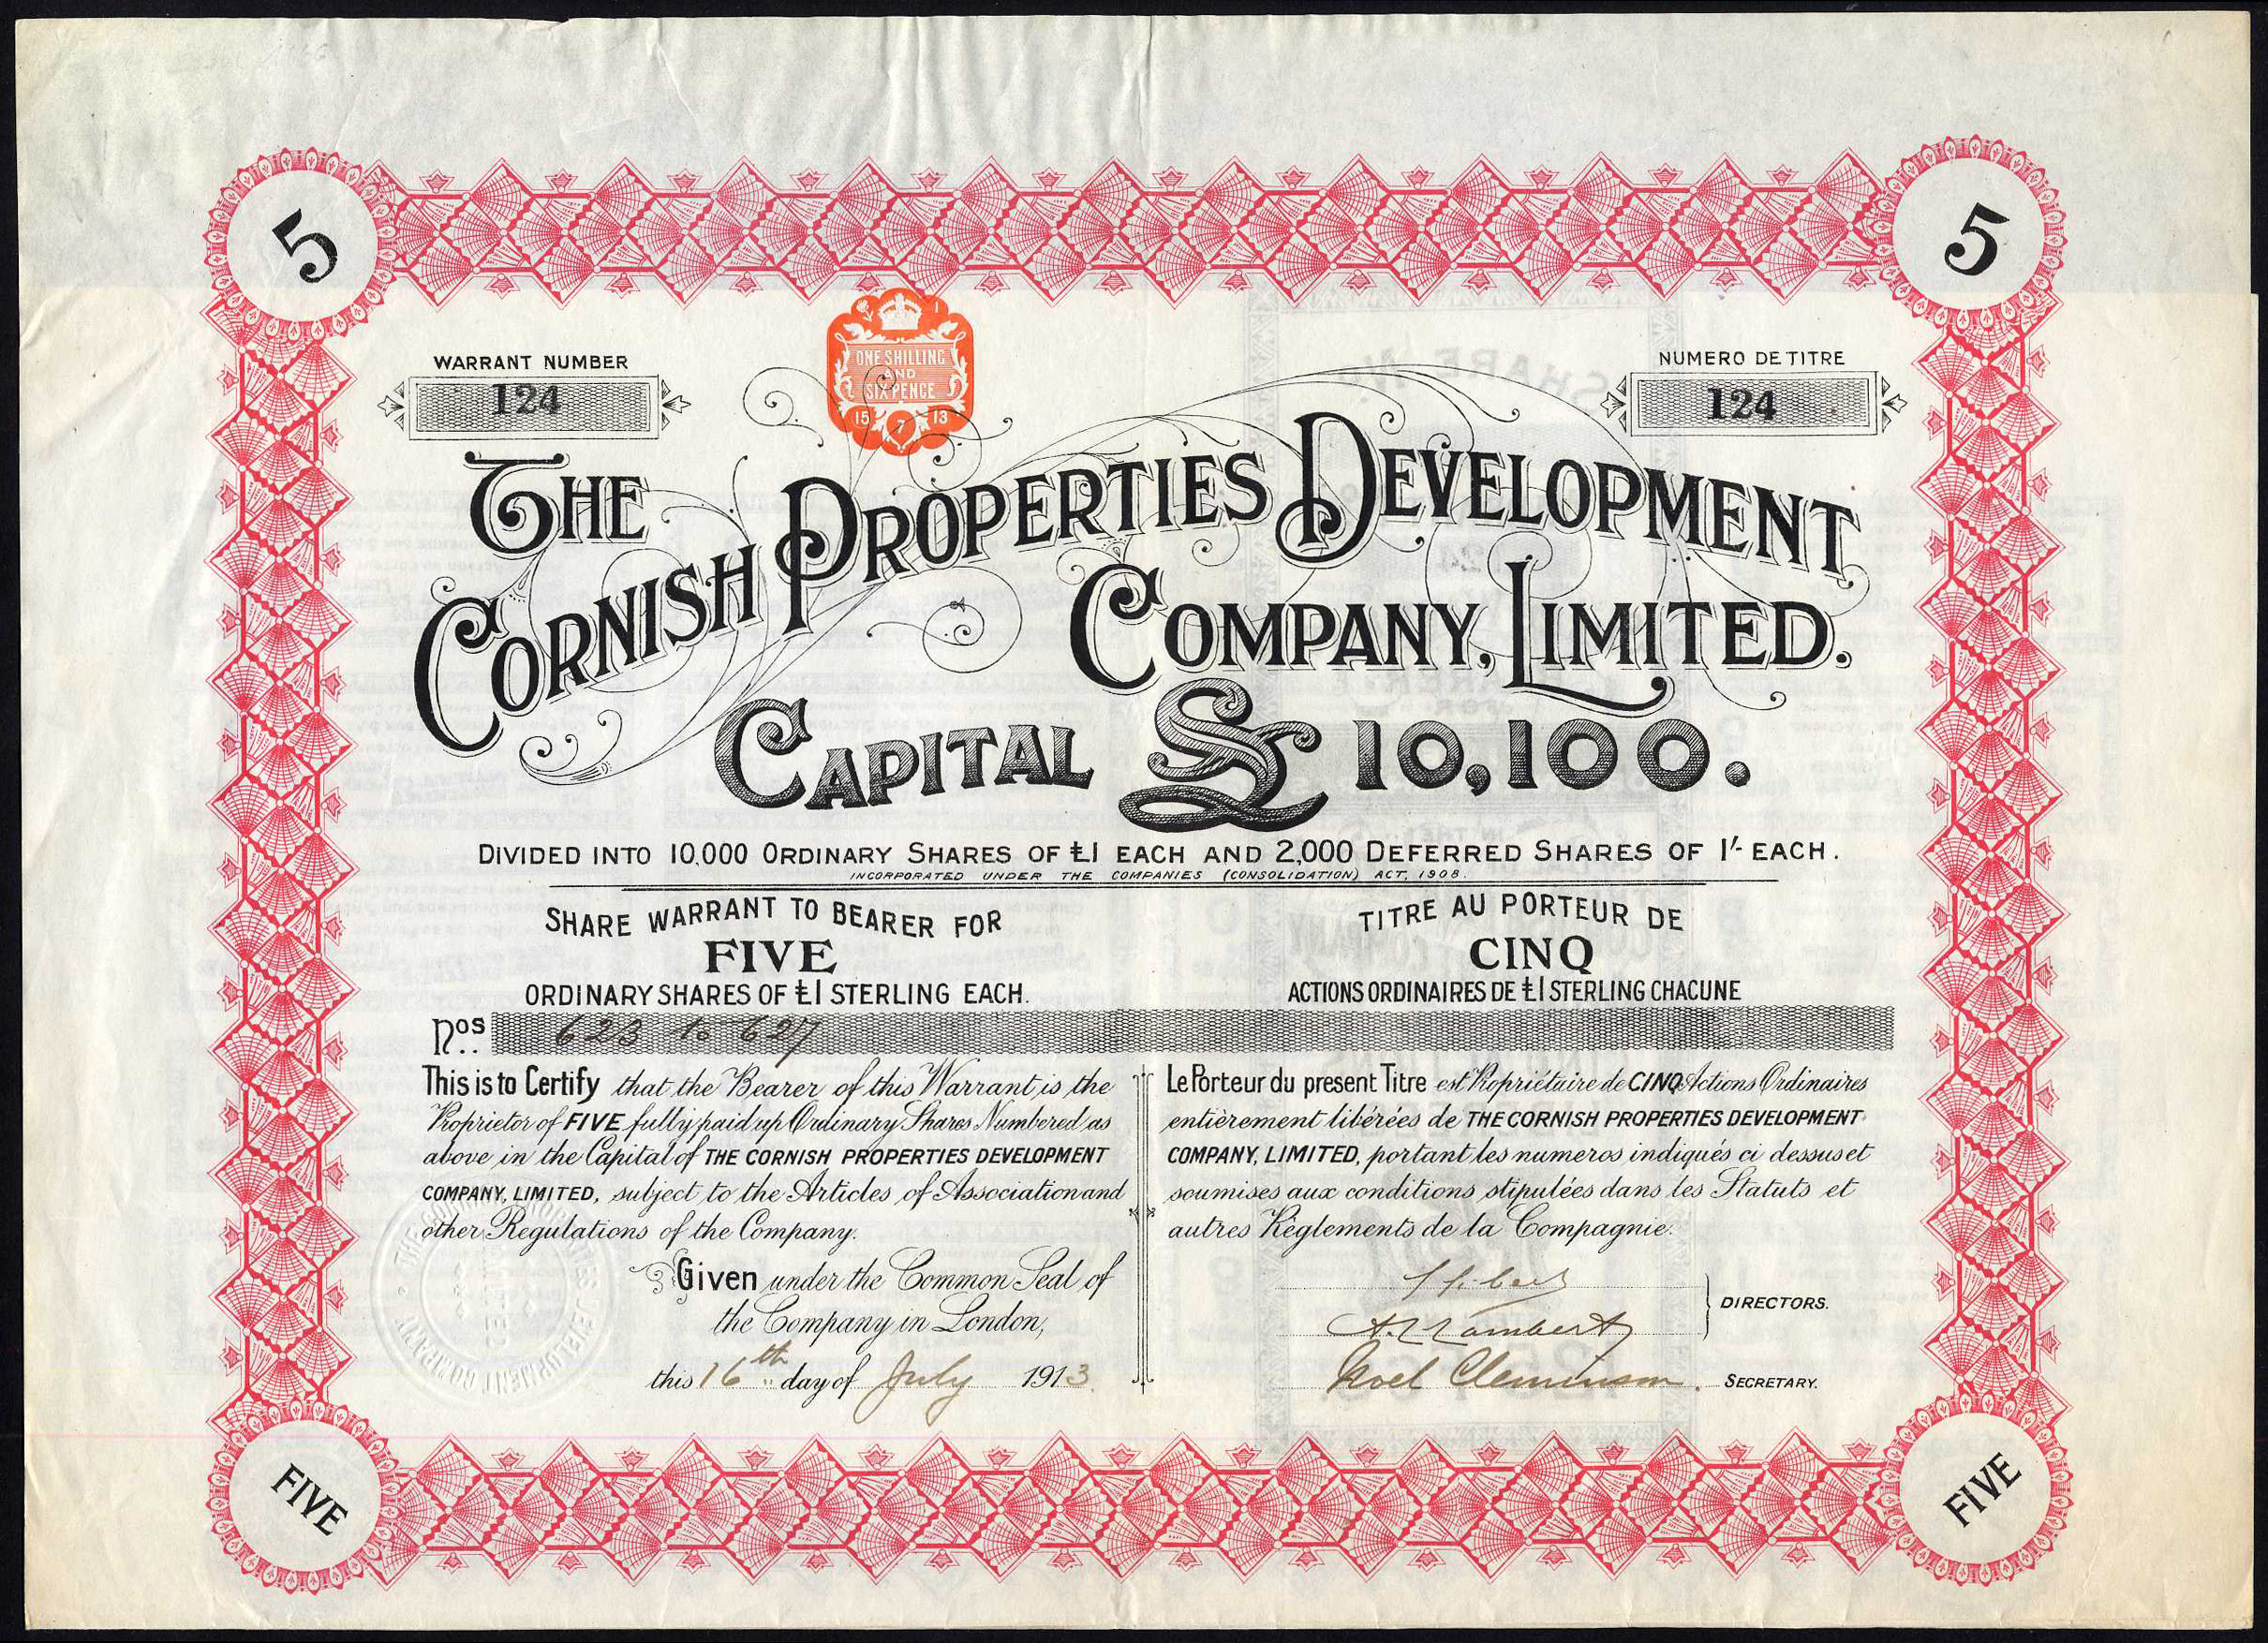 5
5
ONE SHILLING
AND
SIX PENCE
15 7 13
WARRANT NUMBER
124
NUMERO DE TITRE
124
THE
CORNISH PROPERTIES DEVELOPMENT
COMPANY, LIMITED.
CAPITAL £ 10,100.
DIVIDED INTO 10,000 ORDINARY SHARES OF £1 EACH AND 2,000 DEFERRED SHARES OF 1/- EACH.
INCORPORATED UNDER THE COMPANIES (CONSOLIDATION) ACT, 1908.
SHARE WARRANT TO BEARER FOR
FIVE
ORDINARY SHARES OF £1 STERLING EACH.
TITRE AU PORTEUR DE
CINQ
ACTIONS ORDINAIRES DE £1 STERLING CHACUNE
Nos 623 to 627
This is to Certify that the Bearer of this Warrant is the
Proprietor of FIVE fully paid up Ordinary Shares Numbered as
above in the Capital of THE CORNISH PROPERTIES DEVELOPMENT
COMPANY, LIMITED, subject to the Articles of Association and
other Regulations of the Company.
Given under the Common Seal of
the Company in London,
this 16th day of July 1913.
Le Porteur du present Titre est Propriétaire de CINQ Actions Ordinaires
entièrement libérées de THE CORNISH PROPERTIES DEVELOPMENT
COMPANY, LIMITED, portant les numeros indiqués ci dessus et
soumises aux conditions stipulées dans les Statuts et
autres Règlements de la Compagnie.
DIRECTORS.
Lambert
Noel Cleminson. SECRETARY.
FIVE
FIVE